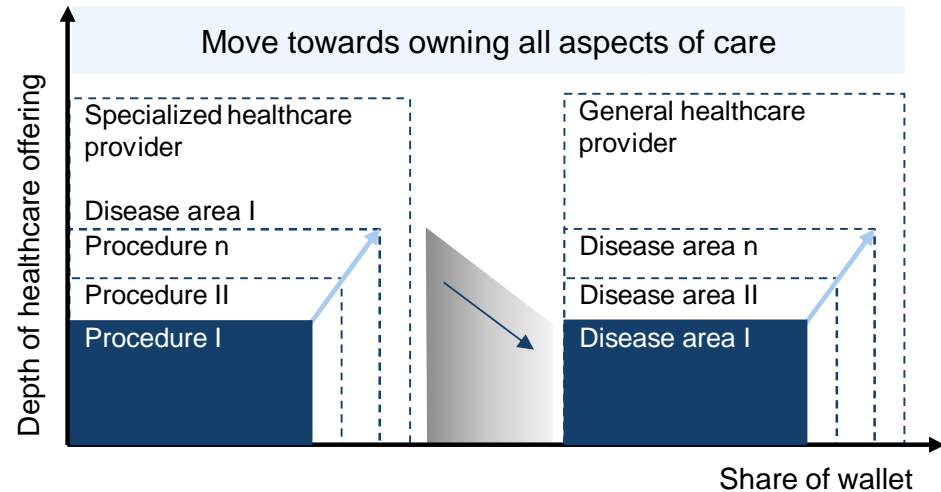 Move towards owning all aspects of care
Depth of healthcare offering
Specialized healthcare
provider
Disease area I
Procedure n
Procedure II
Procedure I
General healthcare
provider
Disease area n
Disease area II
Disease area I
Share of wallet